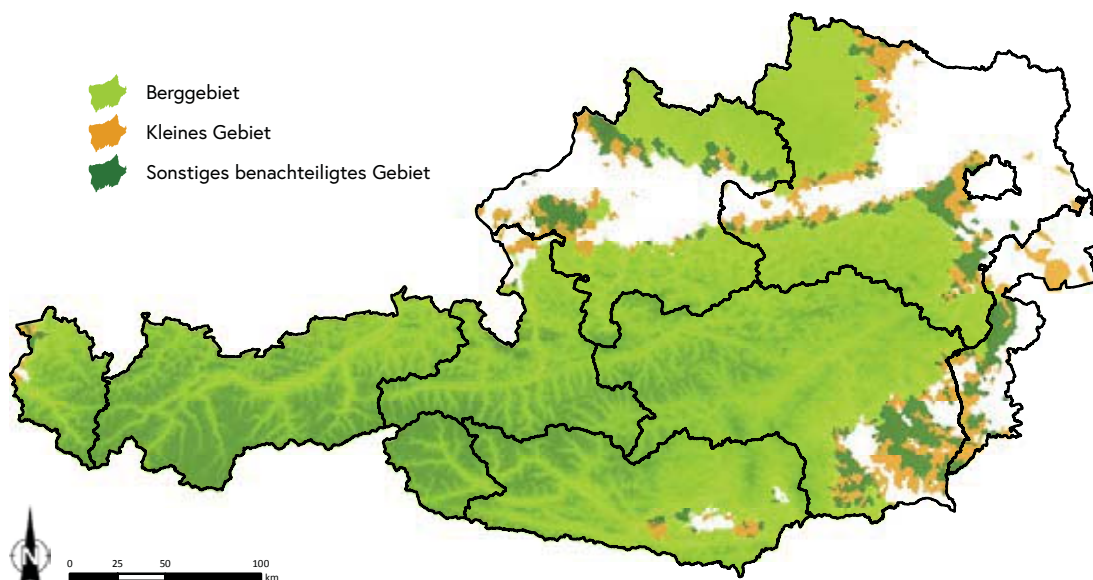 Berggebiet
Kleines Gebiet
Sonstiges benachteiligtes Gebiet
N
0 25 50 100
km